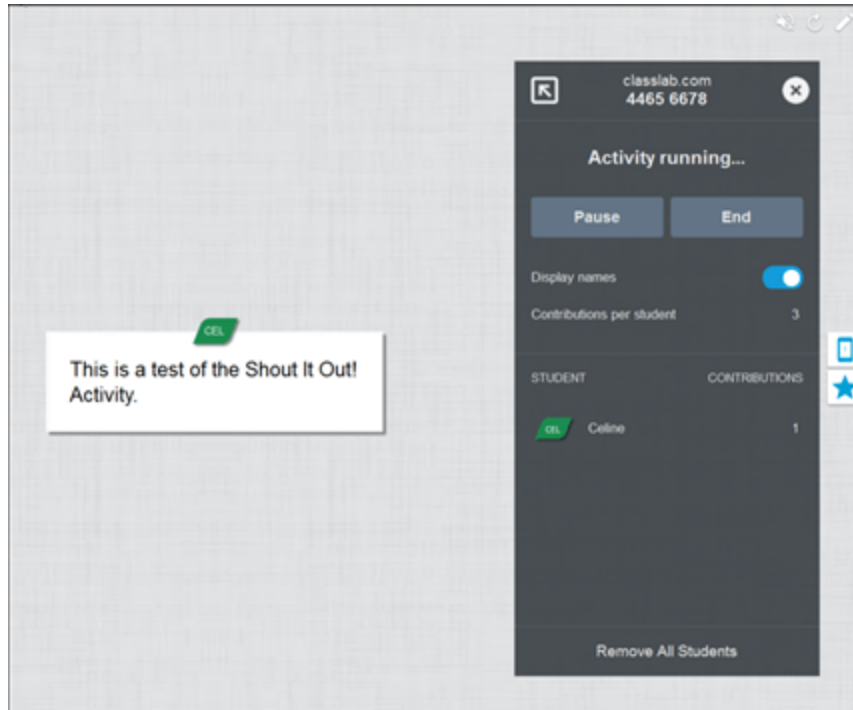 classlab.com
4465 6678
Activity running...
Pause End
Display names
Contributions per student 3
STUDENT CONTRIBUTIONS
CEL Celine 1
Remove All Students
CEL
This is a test of the Shout It Out!
Activity.